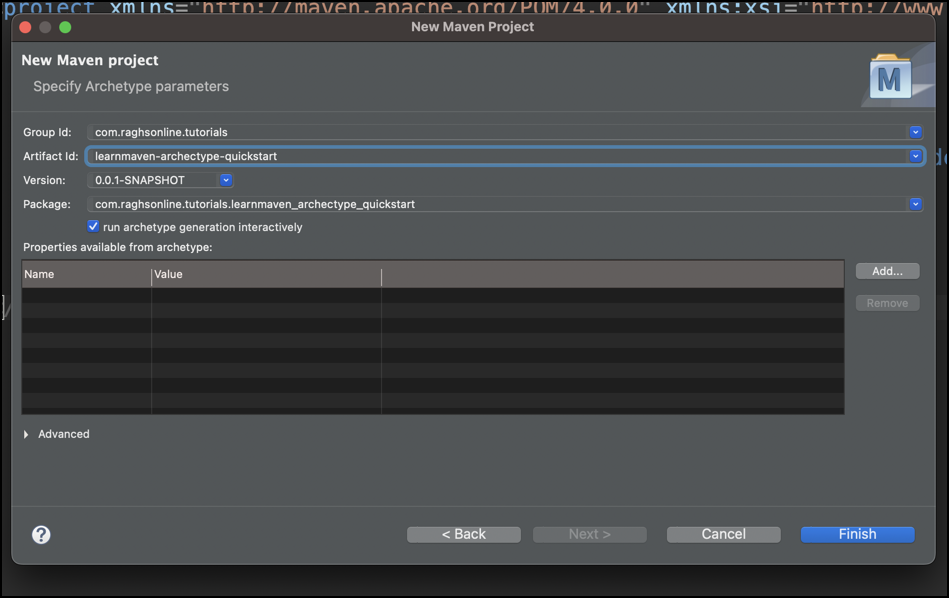 project xmlns="http://maven.apache.org/POM/4.0.0" xmlns:xsi="http://www
New Maven Project
New Maven project
Specify Archetype parameters
M
Group Id: com.raghsonline.tutorials
Artifact Id: learnmaven-archectype-quickstart
Version: 0.0.1-SNAPSHOT
Package: com.raghsonline.tutorials.learnmaven_archectype_quickstart
run archetype generation interactively
Properties available from archetype:
Name Value
Add...
Remove
Advanced
? < Back Next > Cancel Finish